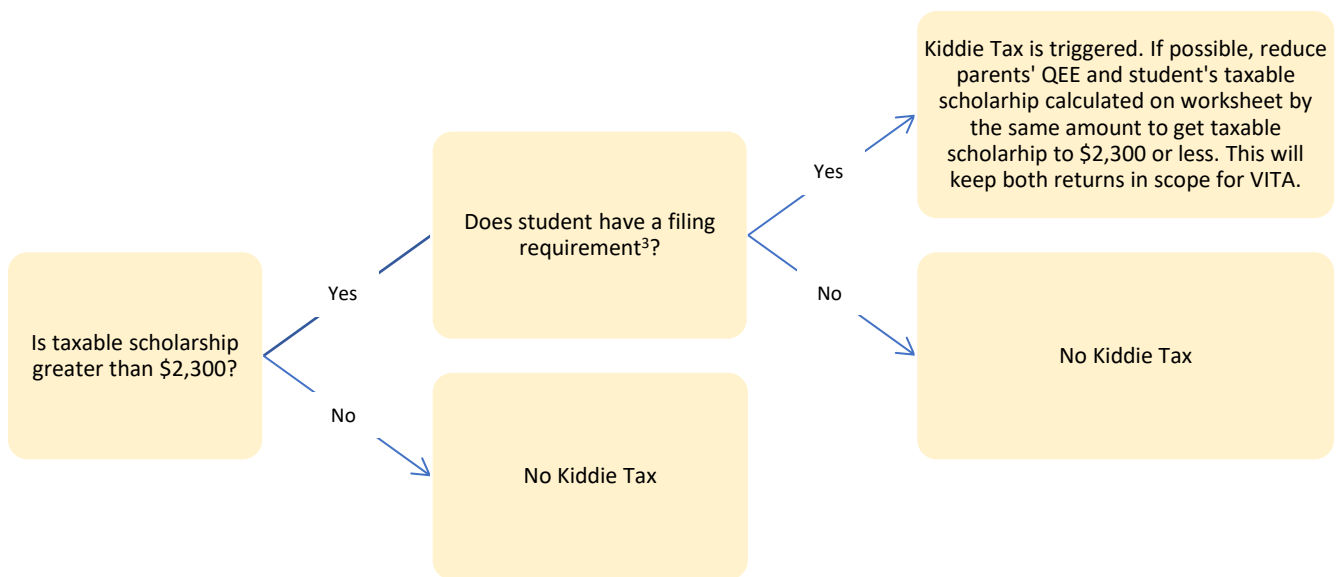 Is taxable scholarship
greater than $2,300?
Yes
No
Does student have a filing
requirement³?
No Kiddie Tax
Yes
No
Kiddie Tax is triggered. If possible, reduce
parents' QEE and student's taxable
scholarhip calculated on worksheet by
the same amount to get taxable
scholarhip to $2,300 or less. This will
keep both returns in scope for VITA.
No Kiddie Tax